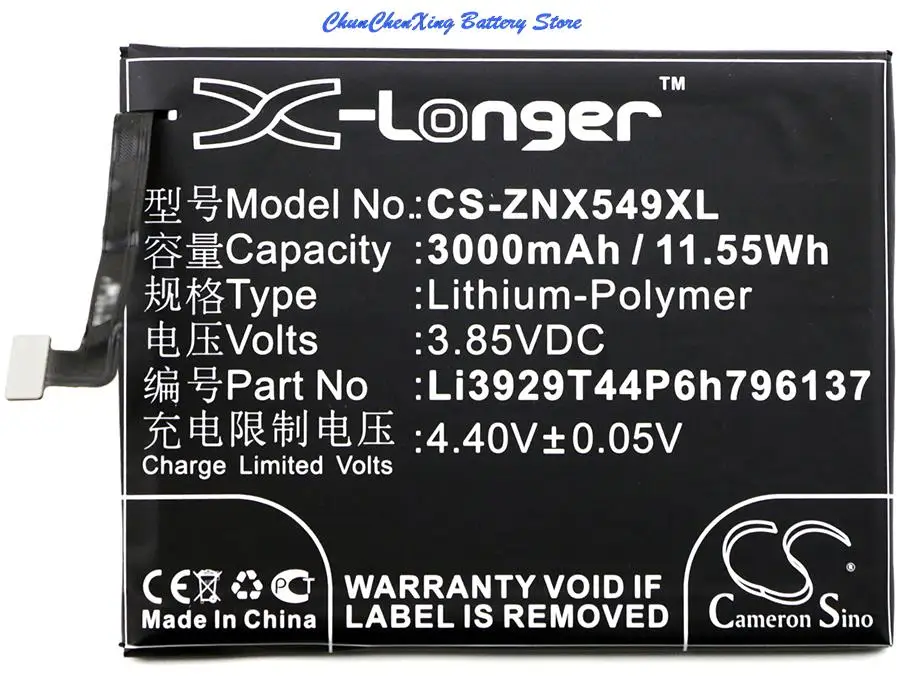 ChunChenXing Battery Store
X-Longer™
型号Model No.:CS-ZNX549XL
容量Capacity :3000mAh / 11.55Wh
规格Type :Lithium-Polymer
电压Volts :3.85VDC
编号Part No :Li3929T44P6h796137
充电限制电压
Charge Limited Volts :4.40V±0.05V
CE PCT
Made In China
WARRANTY VOID IF
LABEL IS REMOVED
CS ®
Cameron Sino